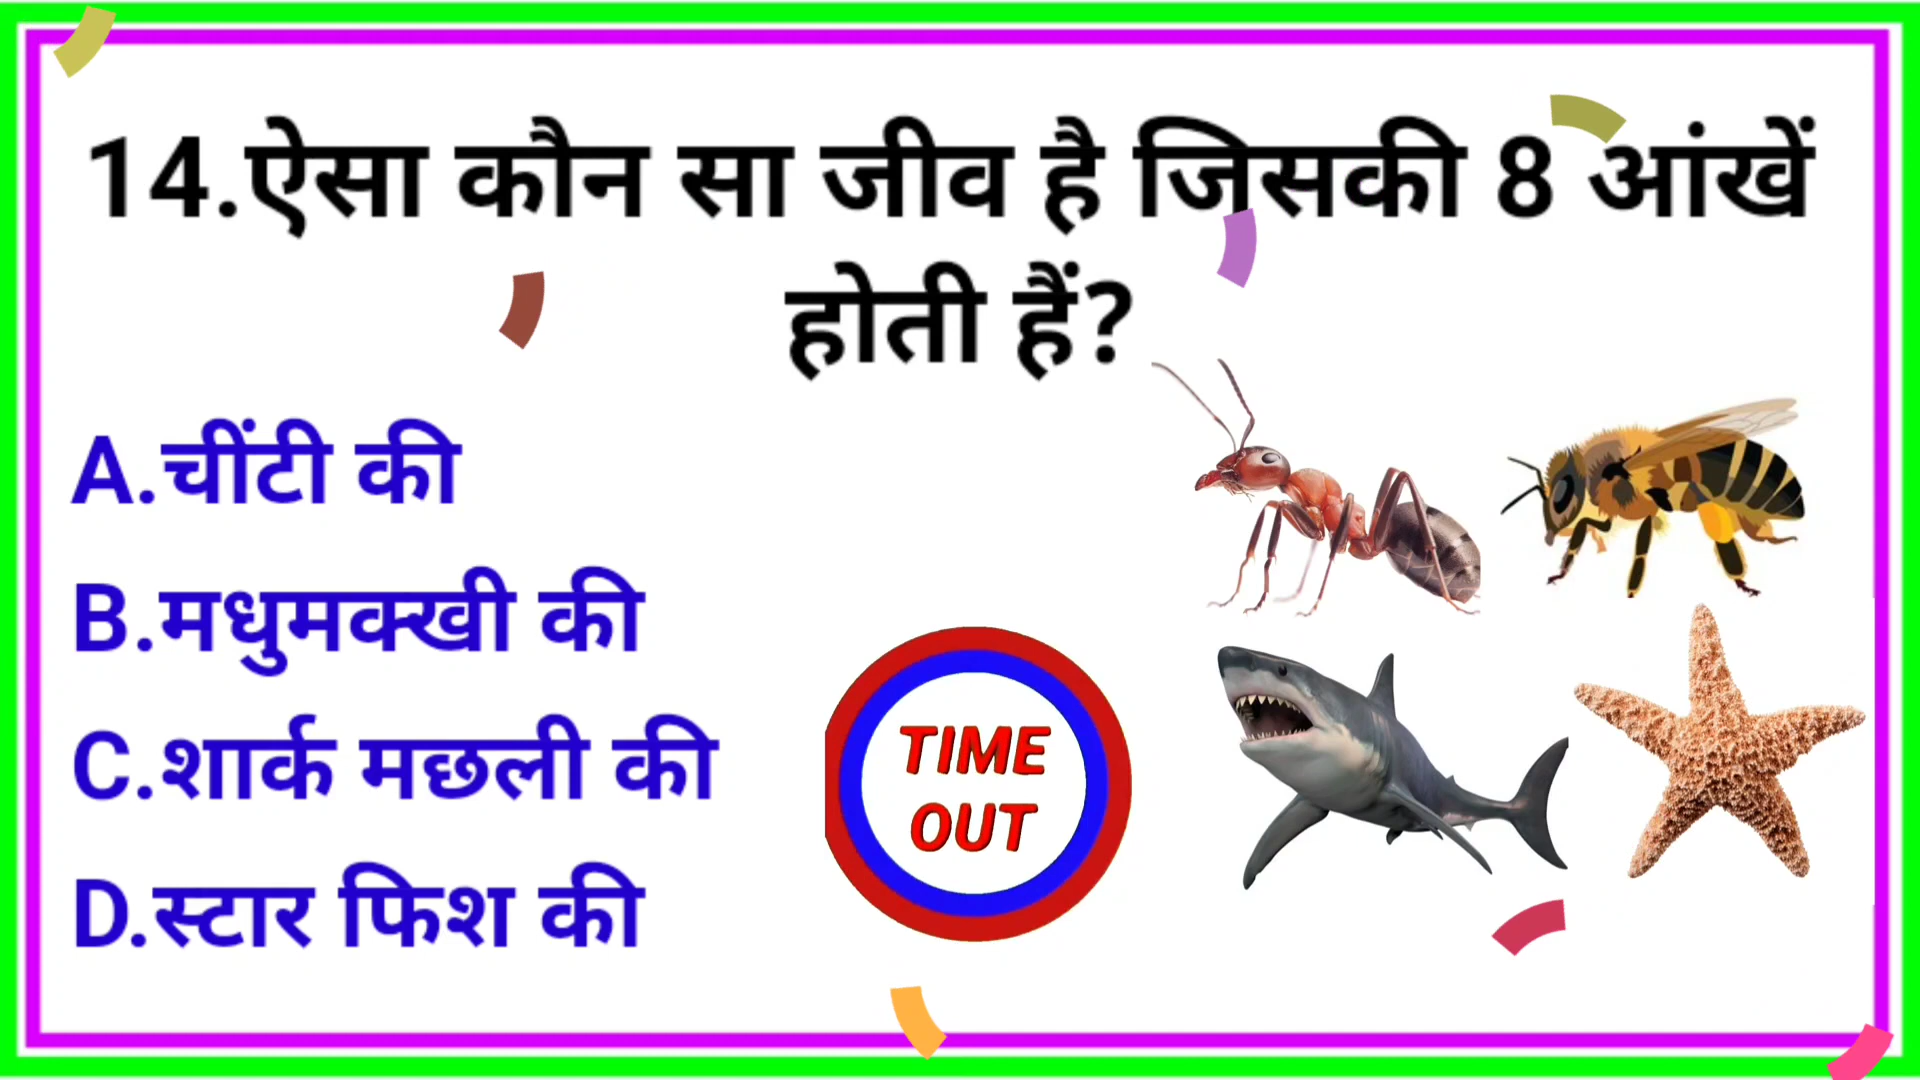 14.ऐसा कौन सा जीव है जिसकी 8 आंखें
होती हैं?
A.चींटी की
B.मधुमक्खी की
C.शार्क मछली की
D.स्टार फिश की
TIME
OUT